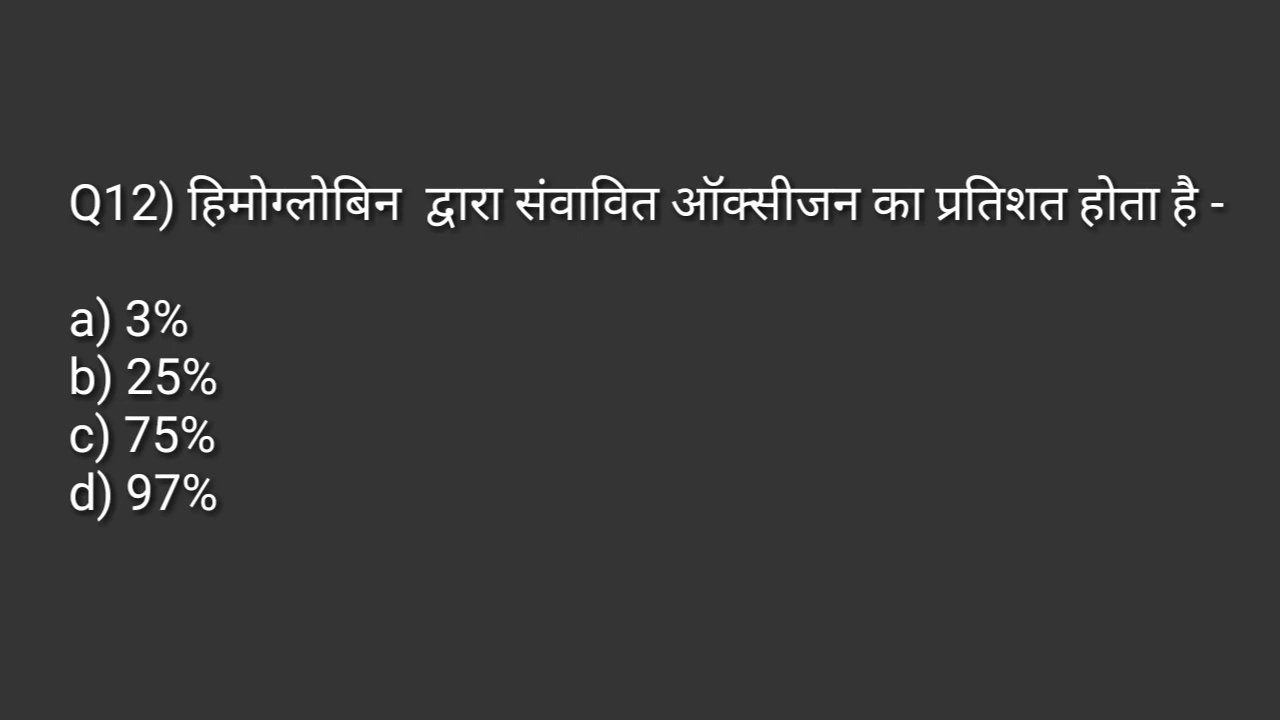 Q12) हिमोग्लोबिन द्वारा संवावित ऑक्सीजन का प्रतिशत होता है -
a) 3%
b) 25%
c) 75%
d) 97%